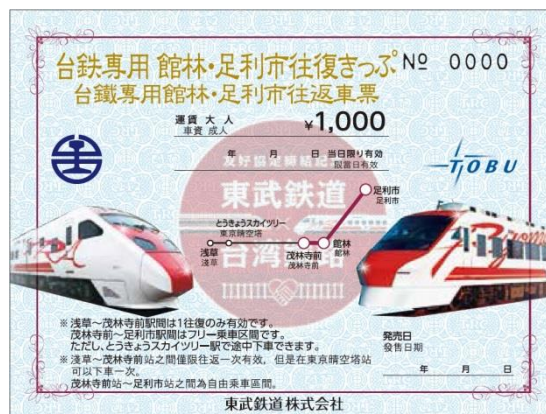 台鉄専用 館林・足利市往復きっぷ № 0000
台鐵專用館林・足利市往返車票
運賃 大人
車資 成人
¥1,000
年 月 日 当日限り有効
限當日有效
TOBU
友好協定締結記
東武鉄道
台湾 路
足利市
足利市
とうきょうスカイツリー
東京晴空塔
浅草
淺草
茂林寺前
茂林寺前
館林
館林
※浅草~茂林寺前駅間は1往復のみ有効です。
茂林寺前~足利市駅間はフリー乗車区間です。
ただし、とうきょうスカイツリー駅で途中下車できます。
※淺草~茂林寺前站之間僅限往返一次有效，但是在東京晴空塔站
可以下車一次。
茂林寺前站~足利市站之間為自由乘車區間。
発売日
發售日期
年 月 日
東武鉄道株式会社